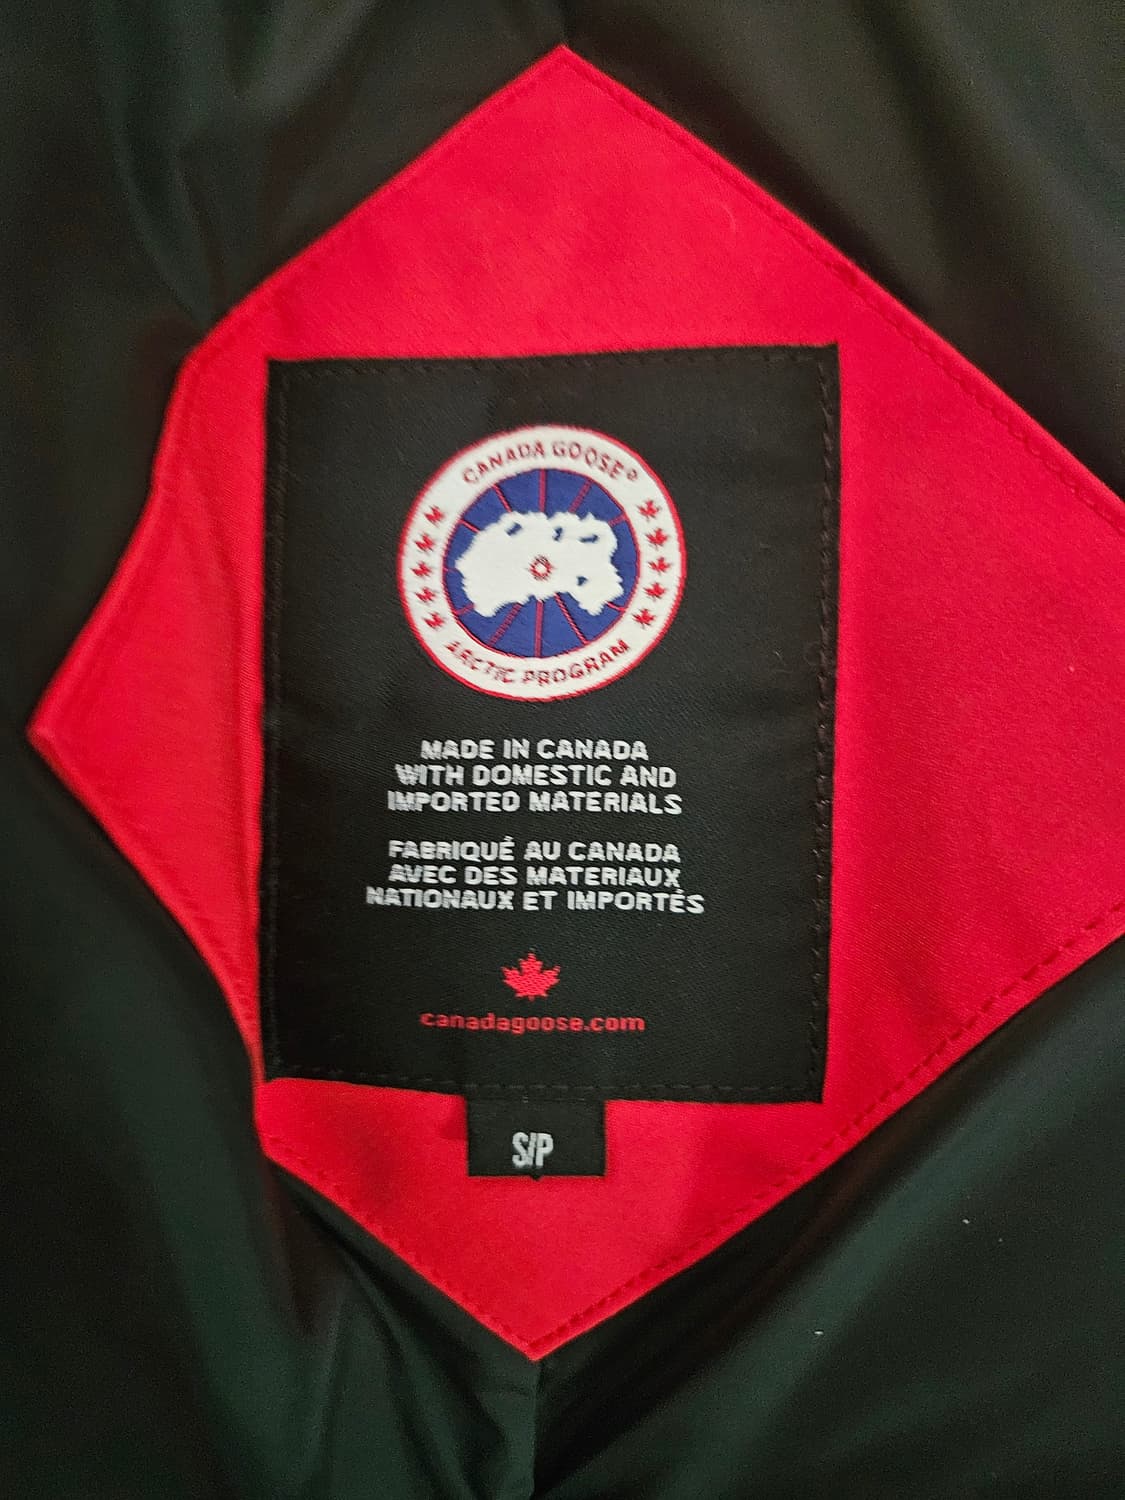 CANADA GOOSE®
ARCTIC PROGRAM
MADE IN CANADA
WITH DOMESTIC AND
IMPORTED MATERIALS
FABRIQUÉ AU CANADA
AVEC DES MATERIAUX
NATIONAUX ET IMPORTÉS
canadagoose.com
S/P